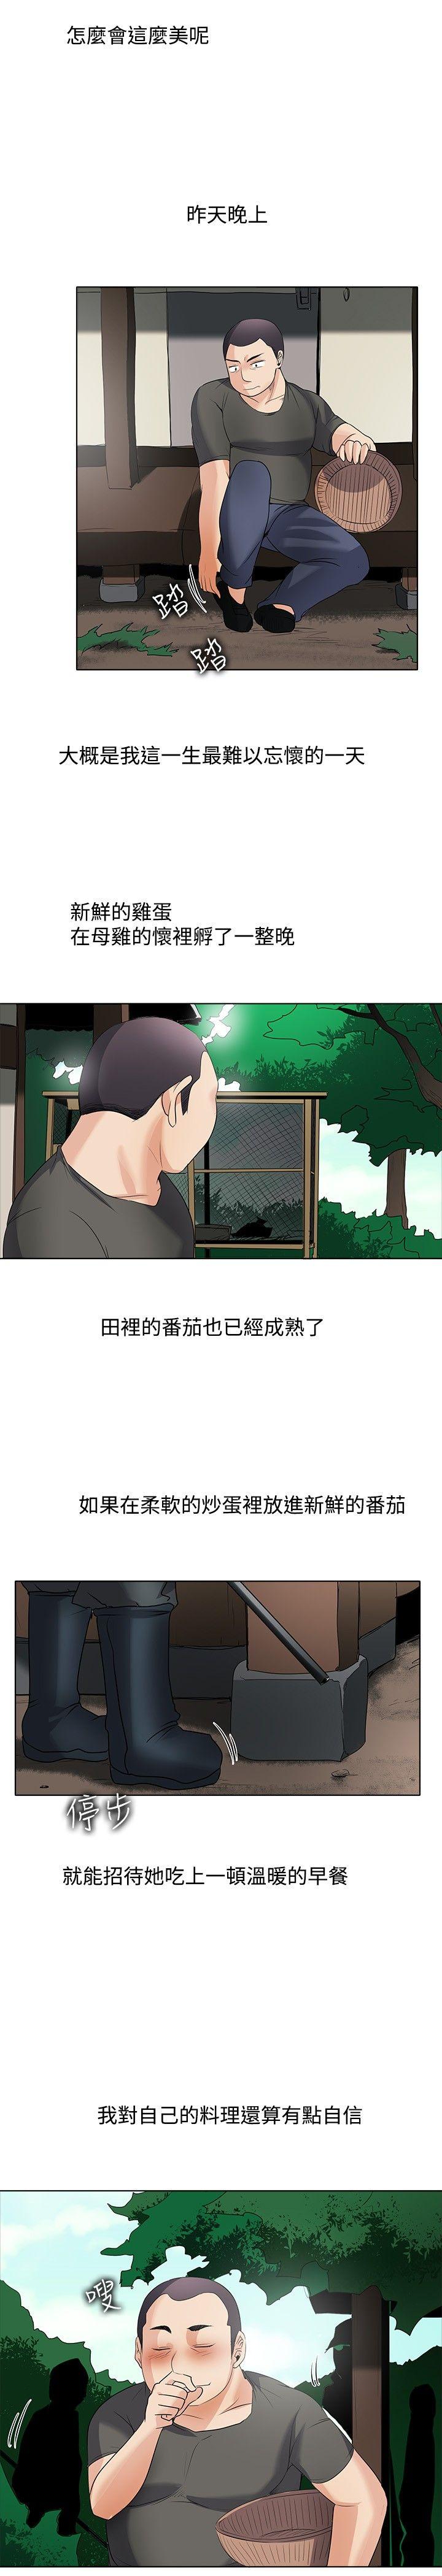 怎麼會這麼美呢
昨天晚上
踏
踏
大概是我這一生最難以忘懷的一天
新鮮的雞蛋
在母雞的懷裡孵了一整晚
田裡的番茄也已經成熟了
如果在柔軟的炒蛋裡放進新鮮的番茄
停步
就能招待她吃上一頓溫暖的早餐
我對自己的料理還算有點自信
嗖